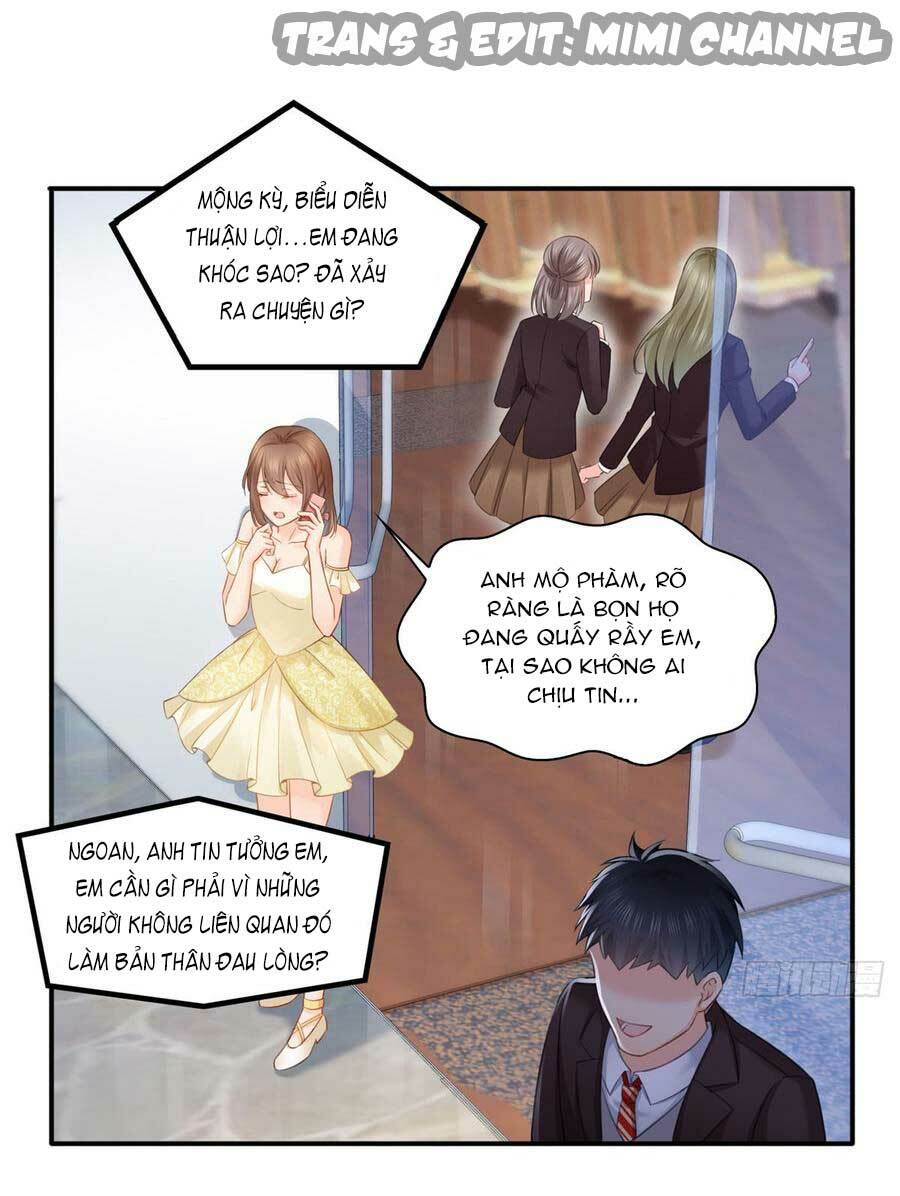 TRANS & EDIT: MIMI CHANNEL
MỘNG KỲ, BIỂU DIỄN
THUẬN LỢI...EM ĐANG
KHÓC SAO? ĐÃ XẢY
RA CHUYỆN GÌ?
ANH MỘ PHÀM, RÕ
RÀNG LÀ BỌN HỌ
ĐANG QUẤY RẦY EM,
TẠI SAO KHÔNG AI
CHỊU TIN...
NGOAN, ANH TIN TƯỞNG EM,
EM CẦN GÌ PHẢI VÌ NHỮNG
NGƯỜI KHÔNG LIÊN QUAN ĐÓ
LÀM BẢN THÂN ĐAU LÒNG?